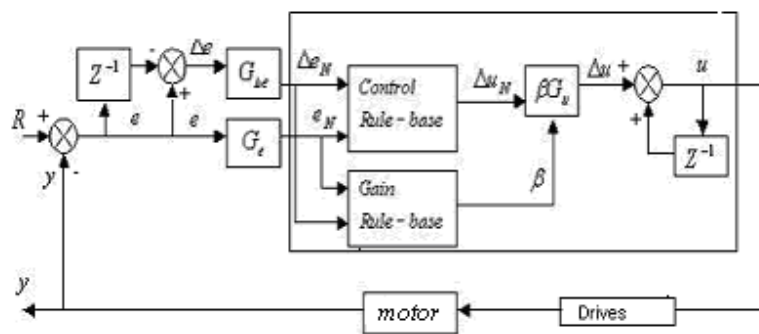 - Δe
Z⁻¹
+
G_Δe
Δe_N
Control
Rule-base
Δu_N
βG_u
Δu +
u
R +
e
e
G_e
e_N
+
Z⁻¹
y
-
Gain
Rule-base
β
y
motor
Drives